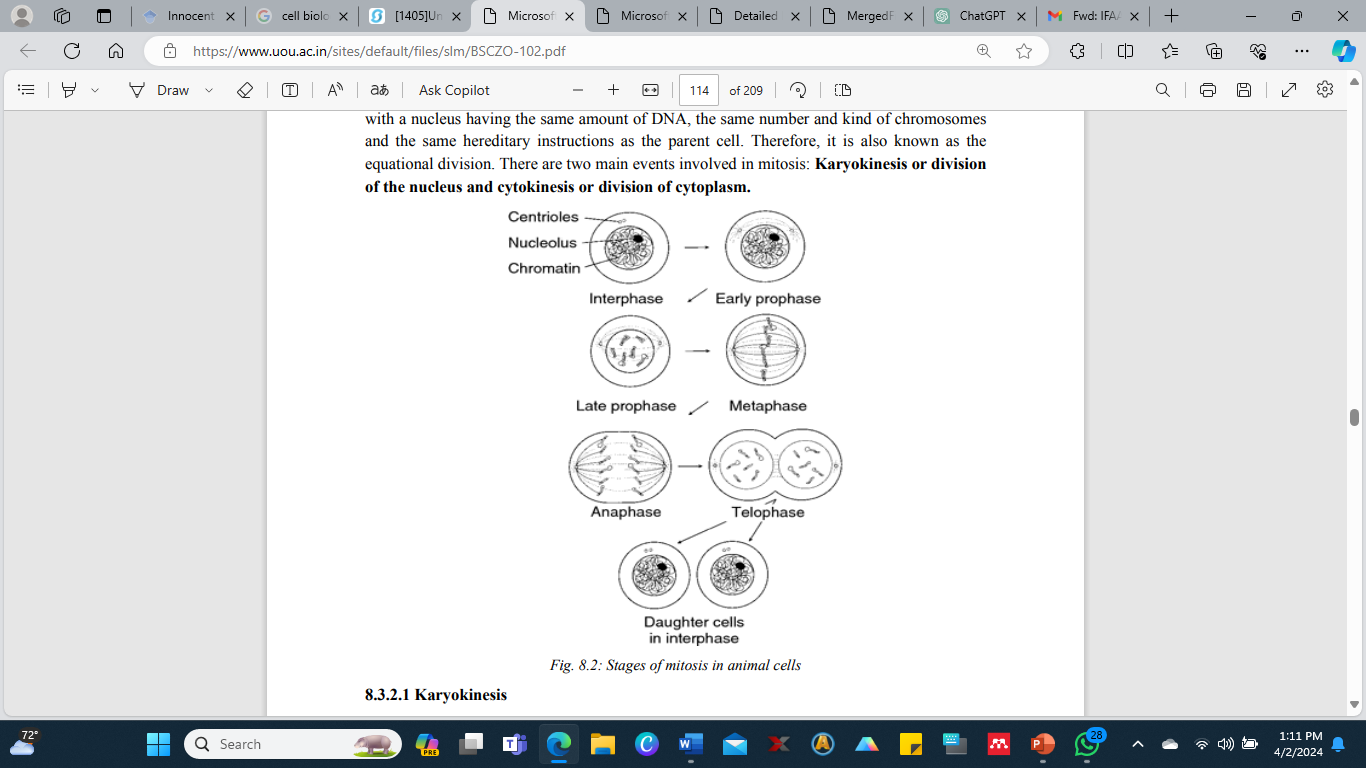 Innocent
cell biolo
[1405]Un
Microsof
Microsof
Detailed
MergedF
ChatGPT
Fwd: IFA
https://www.uou.ac.in/sites/default/files/slm/BSCZO-102.pdf
Draw
Ask Copilot
114 of 209
with a nucleus having the same amount of DNA, the same number and kind of chromosomes
and the same hereditary instructions as the parent cell. Therefore, it is also known as the
equational division. There are two main events involved in mitosis: Karyokinesis or division
of the nucleus and cytokinesis or division of cytoplasm.
Centrioles
Nucleolus
Chromatin
Interphase
Early prophase
Late prophase
Metaphase
Anaphase
Telophase
Daughter cells
in interphase
Fig. 8.2: Stages of mitosis in animal cells
8.3.2.1 Karyokinesis
72°
Search
PRE
28
1:11 PM
4/2/2024